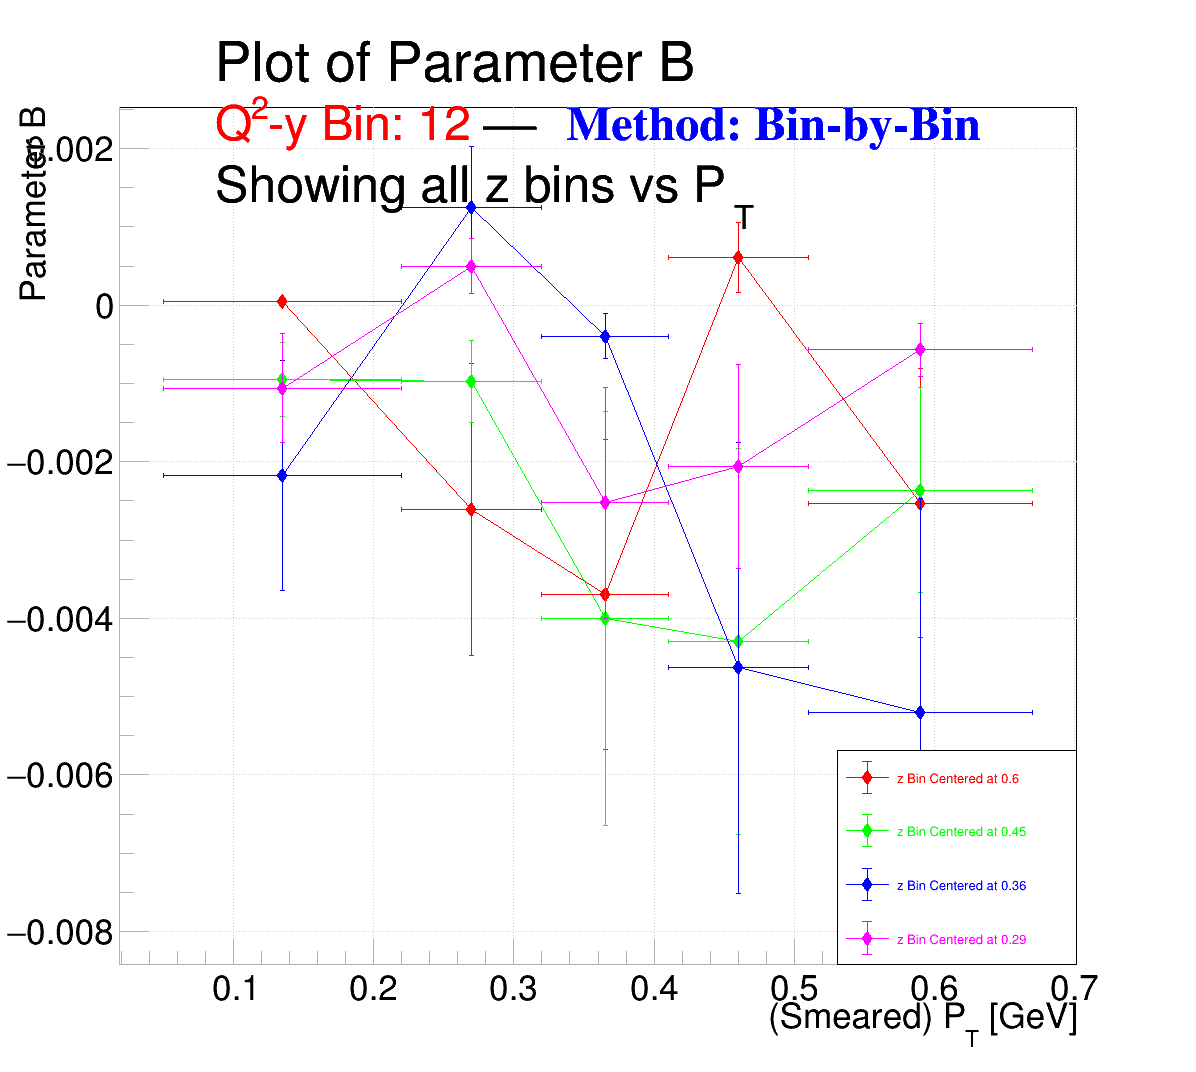 Plot of Parameter B
Q²-y Bin: 12 — Method: Bin-by-Bin
Showing all z bins vs P_T
Parameter B
0.002
0
−0.002
−0.004
−0.006
−0.008
z Bin Centered at 0.6
z Bin Centered at 0.45
z Bin Centered at 0.36
z Bin Centered at 0.29
0.1 0.2 0.3 0.4 0.5 0.6 0.7
(Smeared) P_T [GeV]